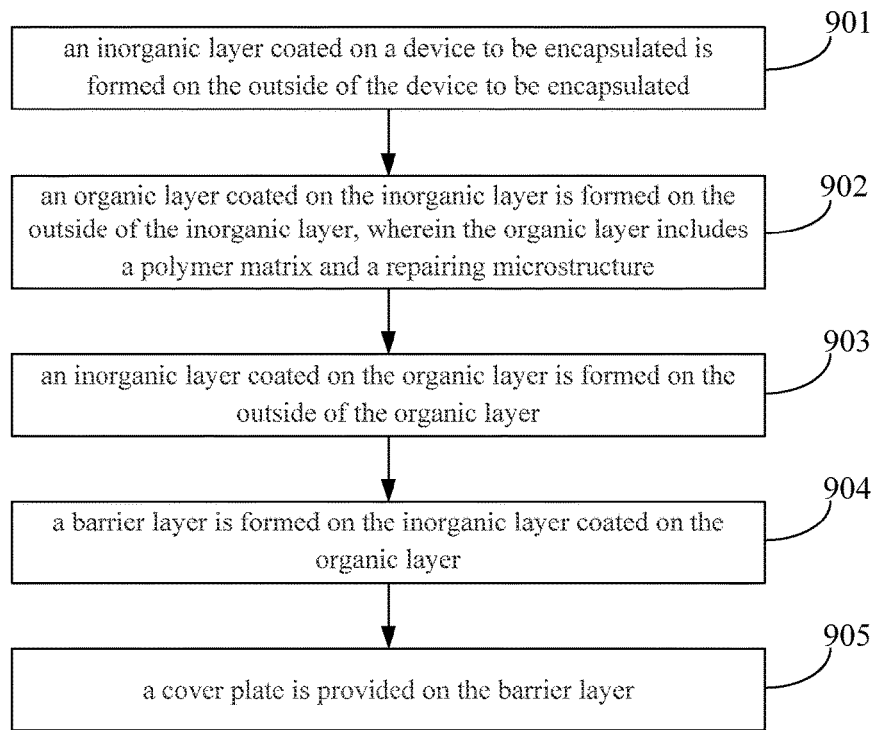 901
an inorganic layer coated on a device to be encapsulated is
formed on the outside of the device to be encapsulated
902
an organic layer coated on the inorganic layer is formed on the
outside of the inorganic layer, wherein the organic layer includes
a polymer matrix and a repairing microstructure
903
an inorganic layer coated on the organic layer is formed on the
outside of the organic layer
904
a barrier layer is formed on the inorganic layer coated on the
organic layer
905
a cover plate is provided on the barrier layer